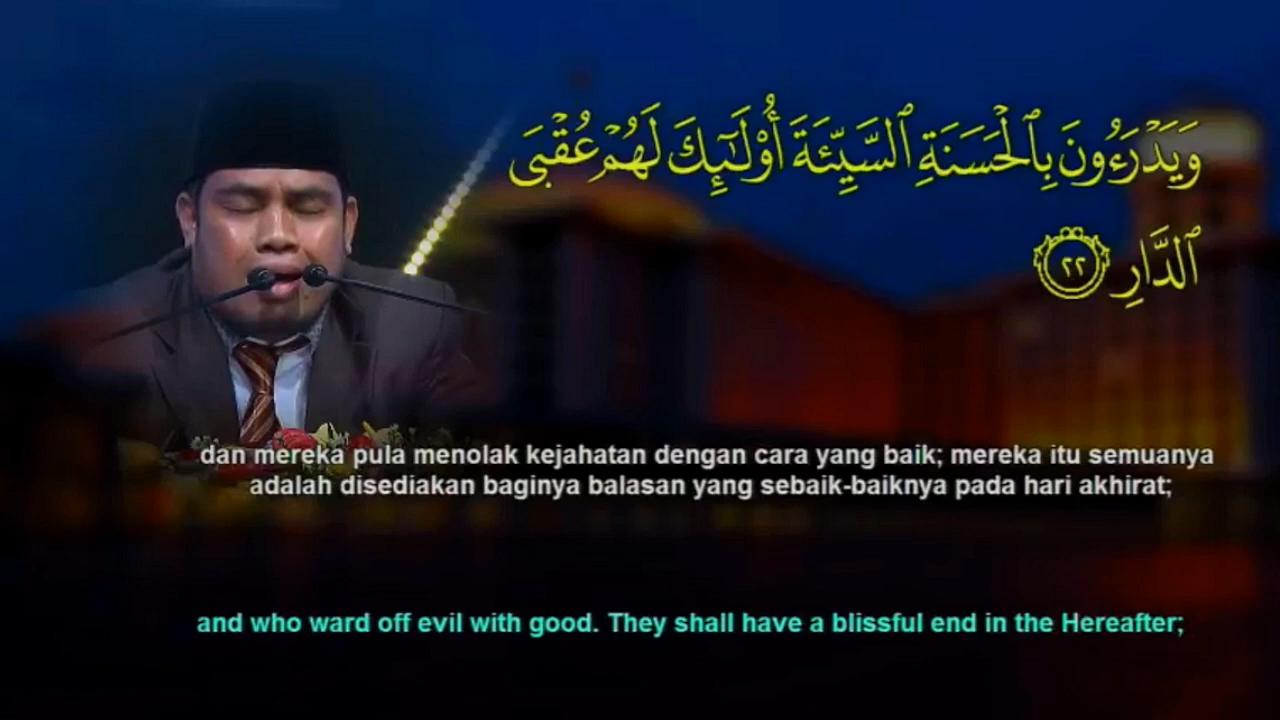 وَيَدْرَءُونَ بِٱلْحَسَنَةِ ٱلسَّيِّئَةَ أُو۟لَـٰٓئِكَ لَهُمْ عُقْبَى
ٱلدَّارِ ٢٢
dan mereka pula menolak kejahatan dengan cara yang baik; mereka itu semuanya
adalah disediakan baginya balasan yang sebaik-baiknya pada hari akhirat;
and who ward off evil with good. They shall have a blissful end in the Hereafter;